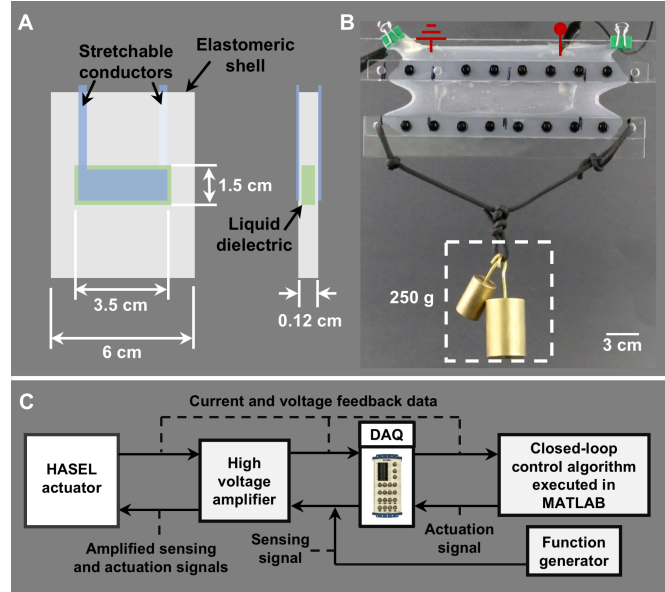 A
Stretchable
conductors
Elastomeric
shell
1.5 cm
Liquid
dielectric
3.5 cm
0.12 cm
6 cm
B
250 g
3 cm
C
Current and voltage feedback data
HASEL
actuator
High
voltage
amplifier
DAQ
Closed-loop
control algorithm
executed in
MATLAB
Amplified sensing
and actuation signals
Sensing
signal
Actuation
signal
Function
generator